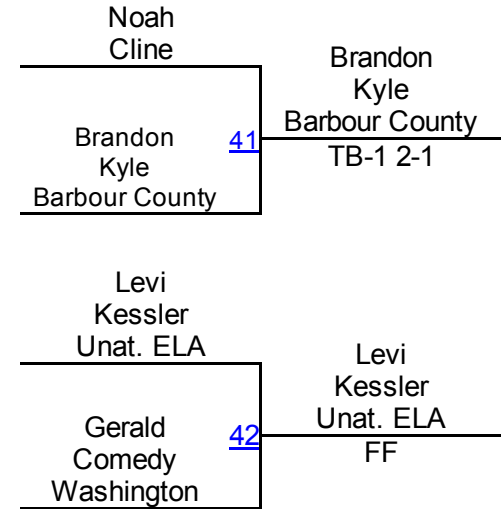 Noah
Cline
Brandon
Kyle
Barbour County
41
Brandon
Kyle
Barbour County
TB-1 2-1
Levi
Kessler
Unat. ELA
Gerald
Comedy
Washington
42
Levi
Kessler
Unat. ELA
FF